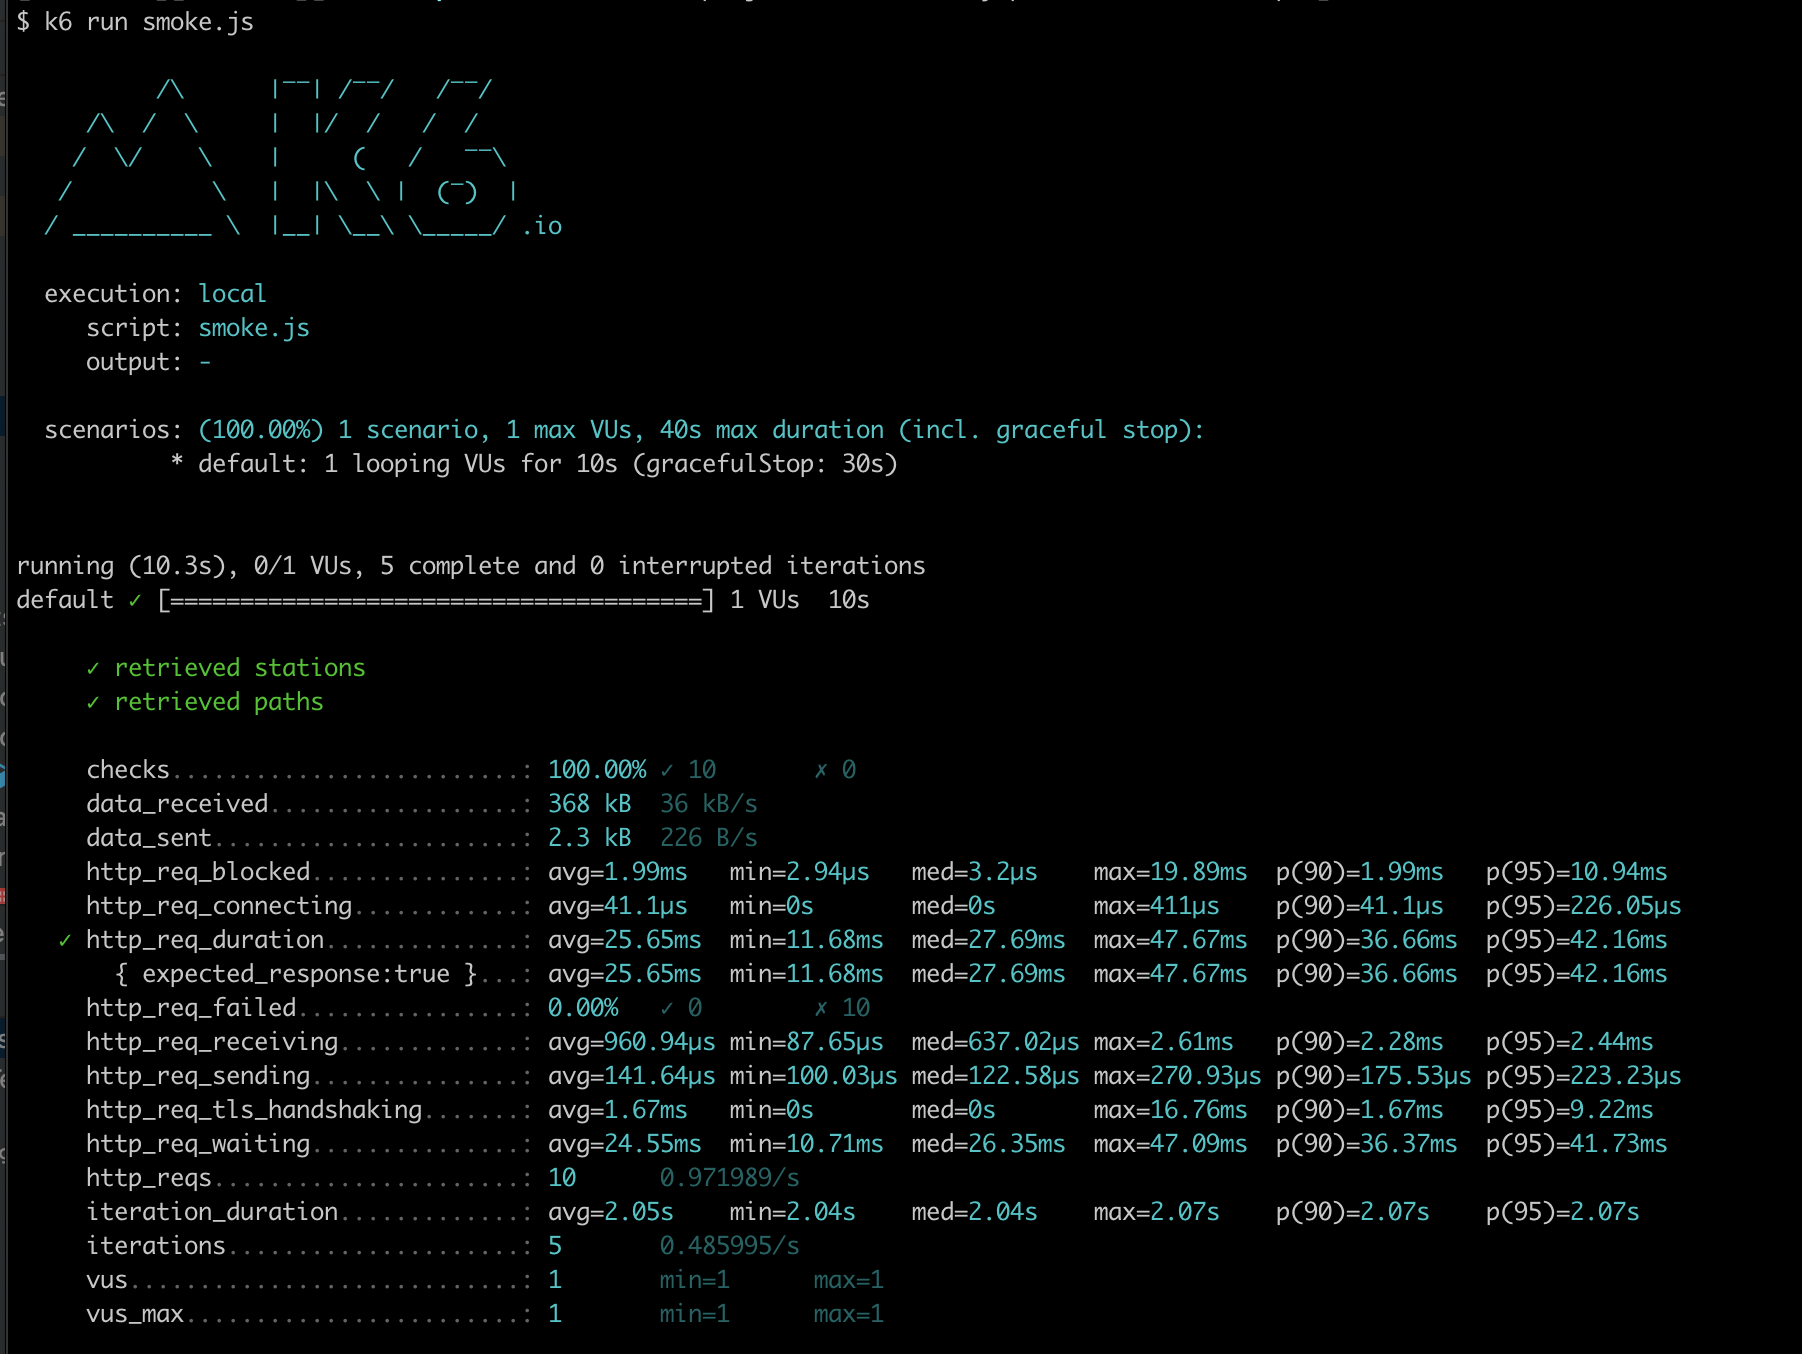 $ k6 run smoke.js
          /\      |‾‾| /‾‾/   /‾‾/
     /\  /  \     |  |/  /   /  /
    /  \/    \    |     (   /   ‾‾\
   /          \   |  |\  \ |  (‾)  |
  / __________ \  |__| \__\ \_____/ .io
  execution: local
     script: smoke.js
     output: -
  scenarios: (100.00%) 1 scenario, 1 max VUs, 40s max duration (incl. graceful stop):
           * default: 1 looping VUs for 10s (gracefulStop: 30s)
running (10.3s), 0/1 VUs, 5 complete and 0 interrupted iterations
default ✓ [======================================] 1 VUs  10s
     ✓ retrieved stations
     ✓ retrieved paths
     checks.........................: 100.00% ✓ 10       ✗ 0
     data_received..................: 368 kB  36 kB/s
     data_sent......................: 2.3 kB  226 B/s
     http_req_blocked...............: avg=1.99ms   min=2.94µs   med=3.2µs    max=19.89ms  p(90)=1.99ms   p(95)=10.94ms
     http_req_connecting............: avg=41.1µs   min=0s       med=0s       max=411µs    p(90)=41.1µs   p(95)=226.05µs
   ✓ http_req_duration..............: avg=25.65ms  min=11.68ms  med=27.69ms  max=47.67ms  p(90)=36.66ms  p(95)=42.16ms
       { expected_response:true }...: avg=25.65ms  min=11.68ms  med=27.69ms  max=47.67ms  p(90)=36.66ms  p(95)=42.16ms
     http_req_failed................: 0.00%   ✓ 0        ✗ 10
     http_req_receiving.............: avg=960.94µs min=87.65µs  med=637.02µs max=2.61ms   p(90)=2.28ms   p(95)=2.44ms
     http_req_sending...............: avg=141.64µs min=100.03µs med=122.58µs max=270.93µs p(90)=175.53µs p(95)=223.23µs
     http_req_tls_handshaking.......: avg=1.67ms   min=0s       med=0s       max=16.76ms  p(90)=1.67ms   p(95)=9.22ms
     http_req_waiting...............: avg=24.55ms  min=10.71ms  med=26.35ms  max=47.09ms  p(90)=36.37ms  p(95)=41.73ms
     http_reqs......................: 10      0.971989/s
     iteration_duration.............: avg=2.05s    min=2.04s    med=2.04s    max=2.07s    p(90)=2.07s    p(95)=2.07s
     iterations.....................: 5       0.485995/s
     vus............................: 1       min=1      max=1
     vus_max........................: 1       min=1      max=1